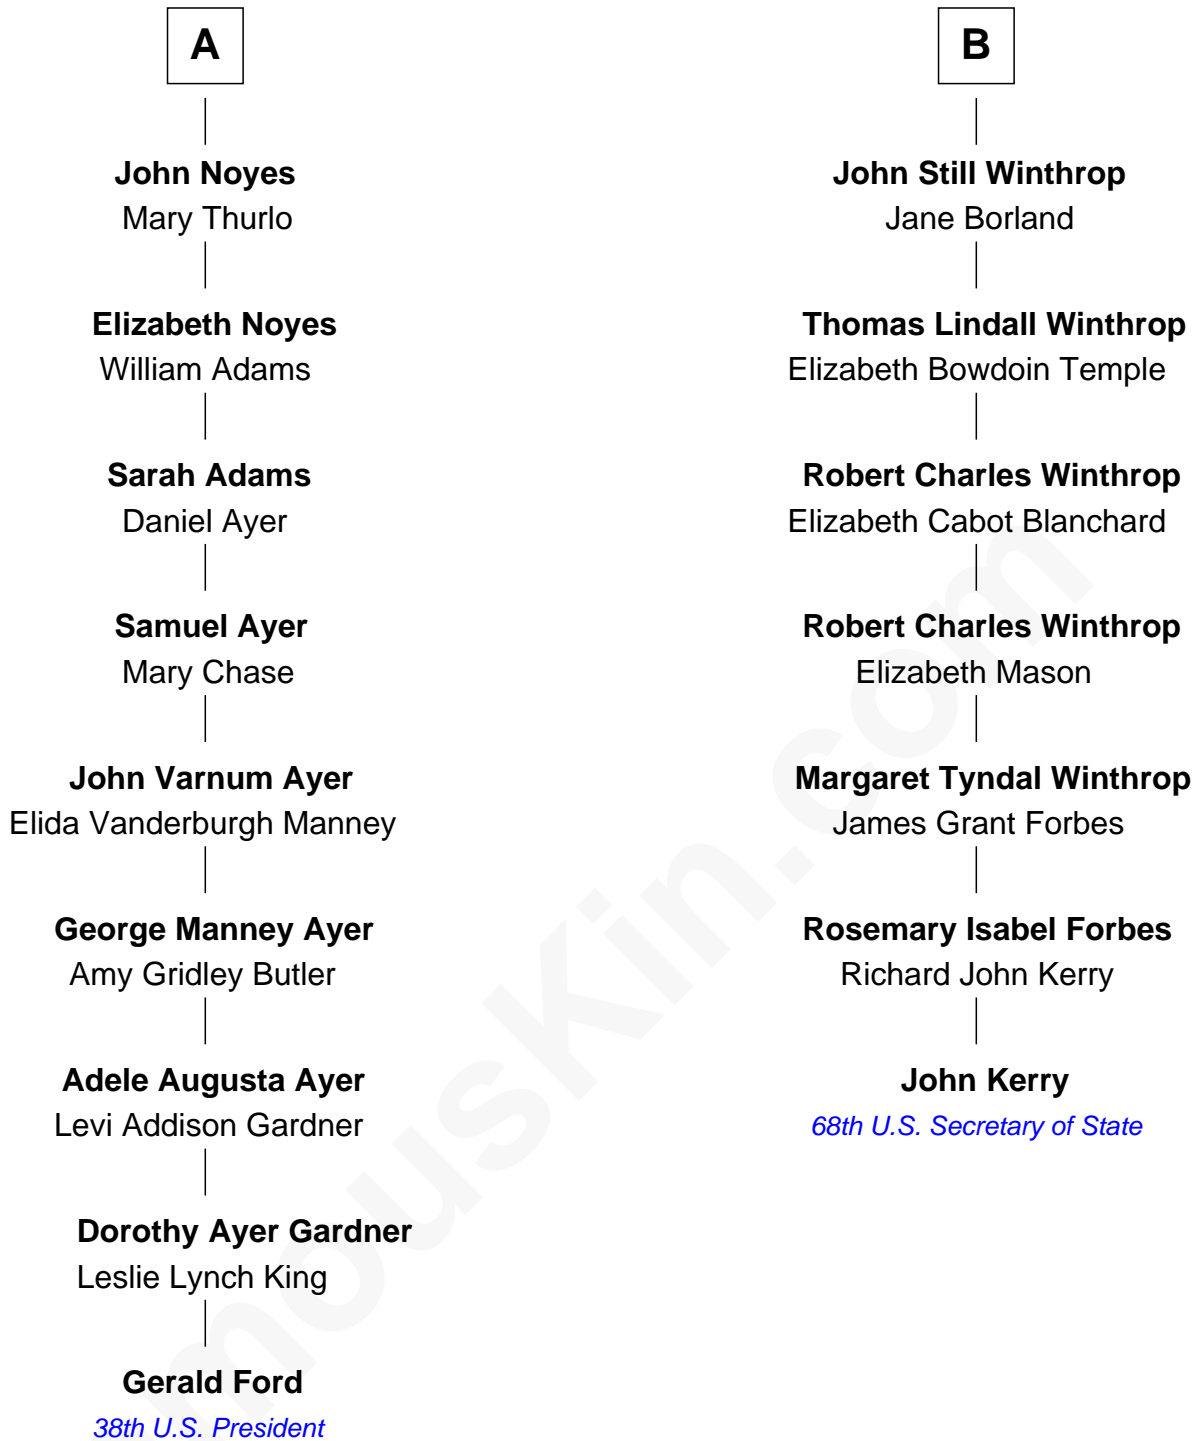 A
John Noyes
Mary Thurlo
Elizabeth Noyes
William Adams
Sarah Adams
Daniel Ayer
Samuel Ayer
Mary Chase
John Varnum Ayer
Elida Vanderburgh Manney
George Manney Ayer
Amy Gridley Butler
Adele Augusta Ayer
Levi Addison Gardner
Dorothy Ayer Gardner
Leslie Lynch King
Gerald Ford
38th U.S. President
B
John Still Winthrop
Jane Borland
Thomas Lindall Winthrop
Elizabeth Bowdoin Temple
Robert Charles Winthrop
Elizabeth Cabot Blanchard
Robert Charles Winthrop
Elizabeth Mason
Margaret Tyndal Winthrop
James Grant Forbes
Rosemary Isabel Forbes
Richard John Kerry
John Kerry
68th U.S. Secretary of State
mousKin.com